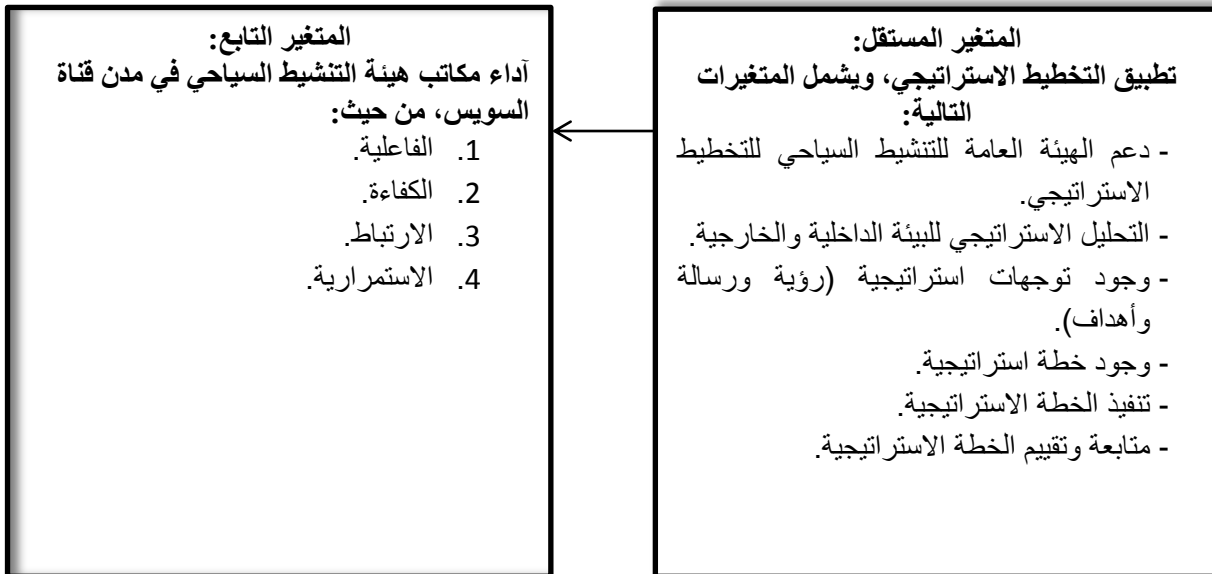 المتغير المستقل:
تطبيق التخطيط الاستراتيجي، ويشمل المتغيرات
التالية:
- دعم الهيئة العامة للتنشيط السياحي للتخطيط
الاستراتيجي.
- التحليل الاستراتيجي للبيئة الداخلية والخارجية.
- وجود توجهات استراتيجية (رؤية ورسالة
وأهداف).
- وجود خطة استراتيجية.
- تنفيذ الخطة الاستراتيجية.
- متابعة وتقييم الخطة الاستراتيجية.
المتغير التابع:
آداء مكاتب هيئة التنشيط السياحي في مدن قناة
السويس، من حيث:
1. الفاعلية.
2. الكفاءة.
3. الارتباط.
4. الاستمرارية.